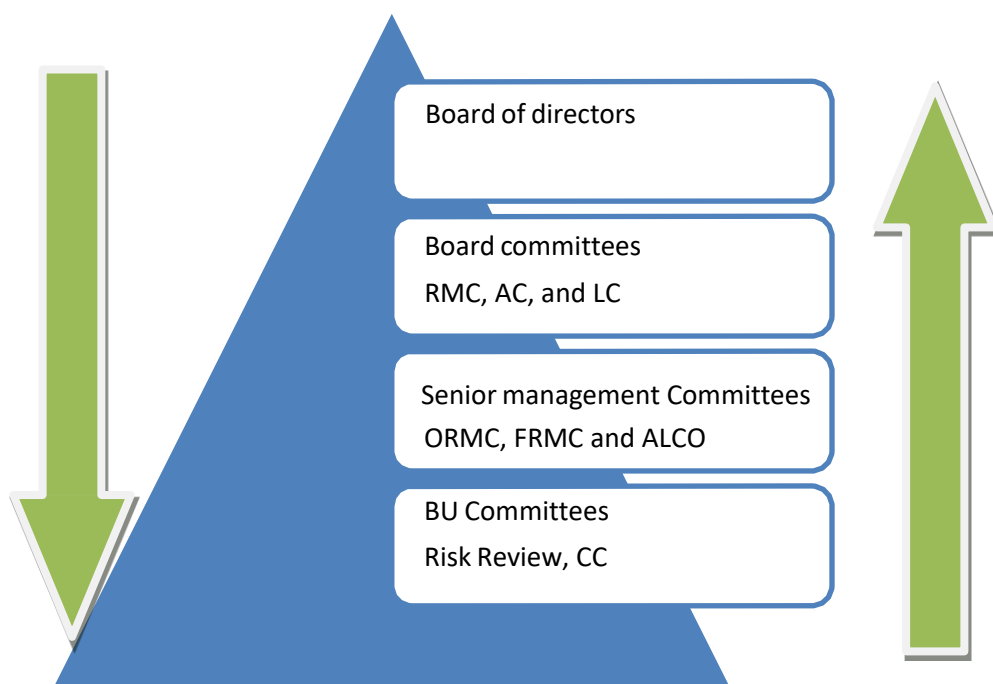 Board of directors
Board committees
RMC, AC, and LC
Senior management Committees
ORMC, FRMC and ALCO
BU Committees
Risk Review, CC